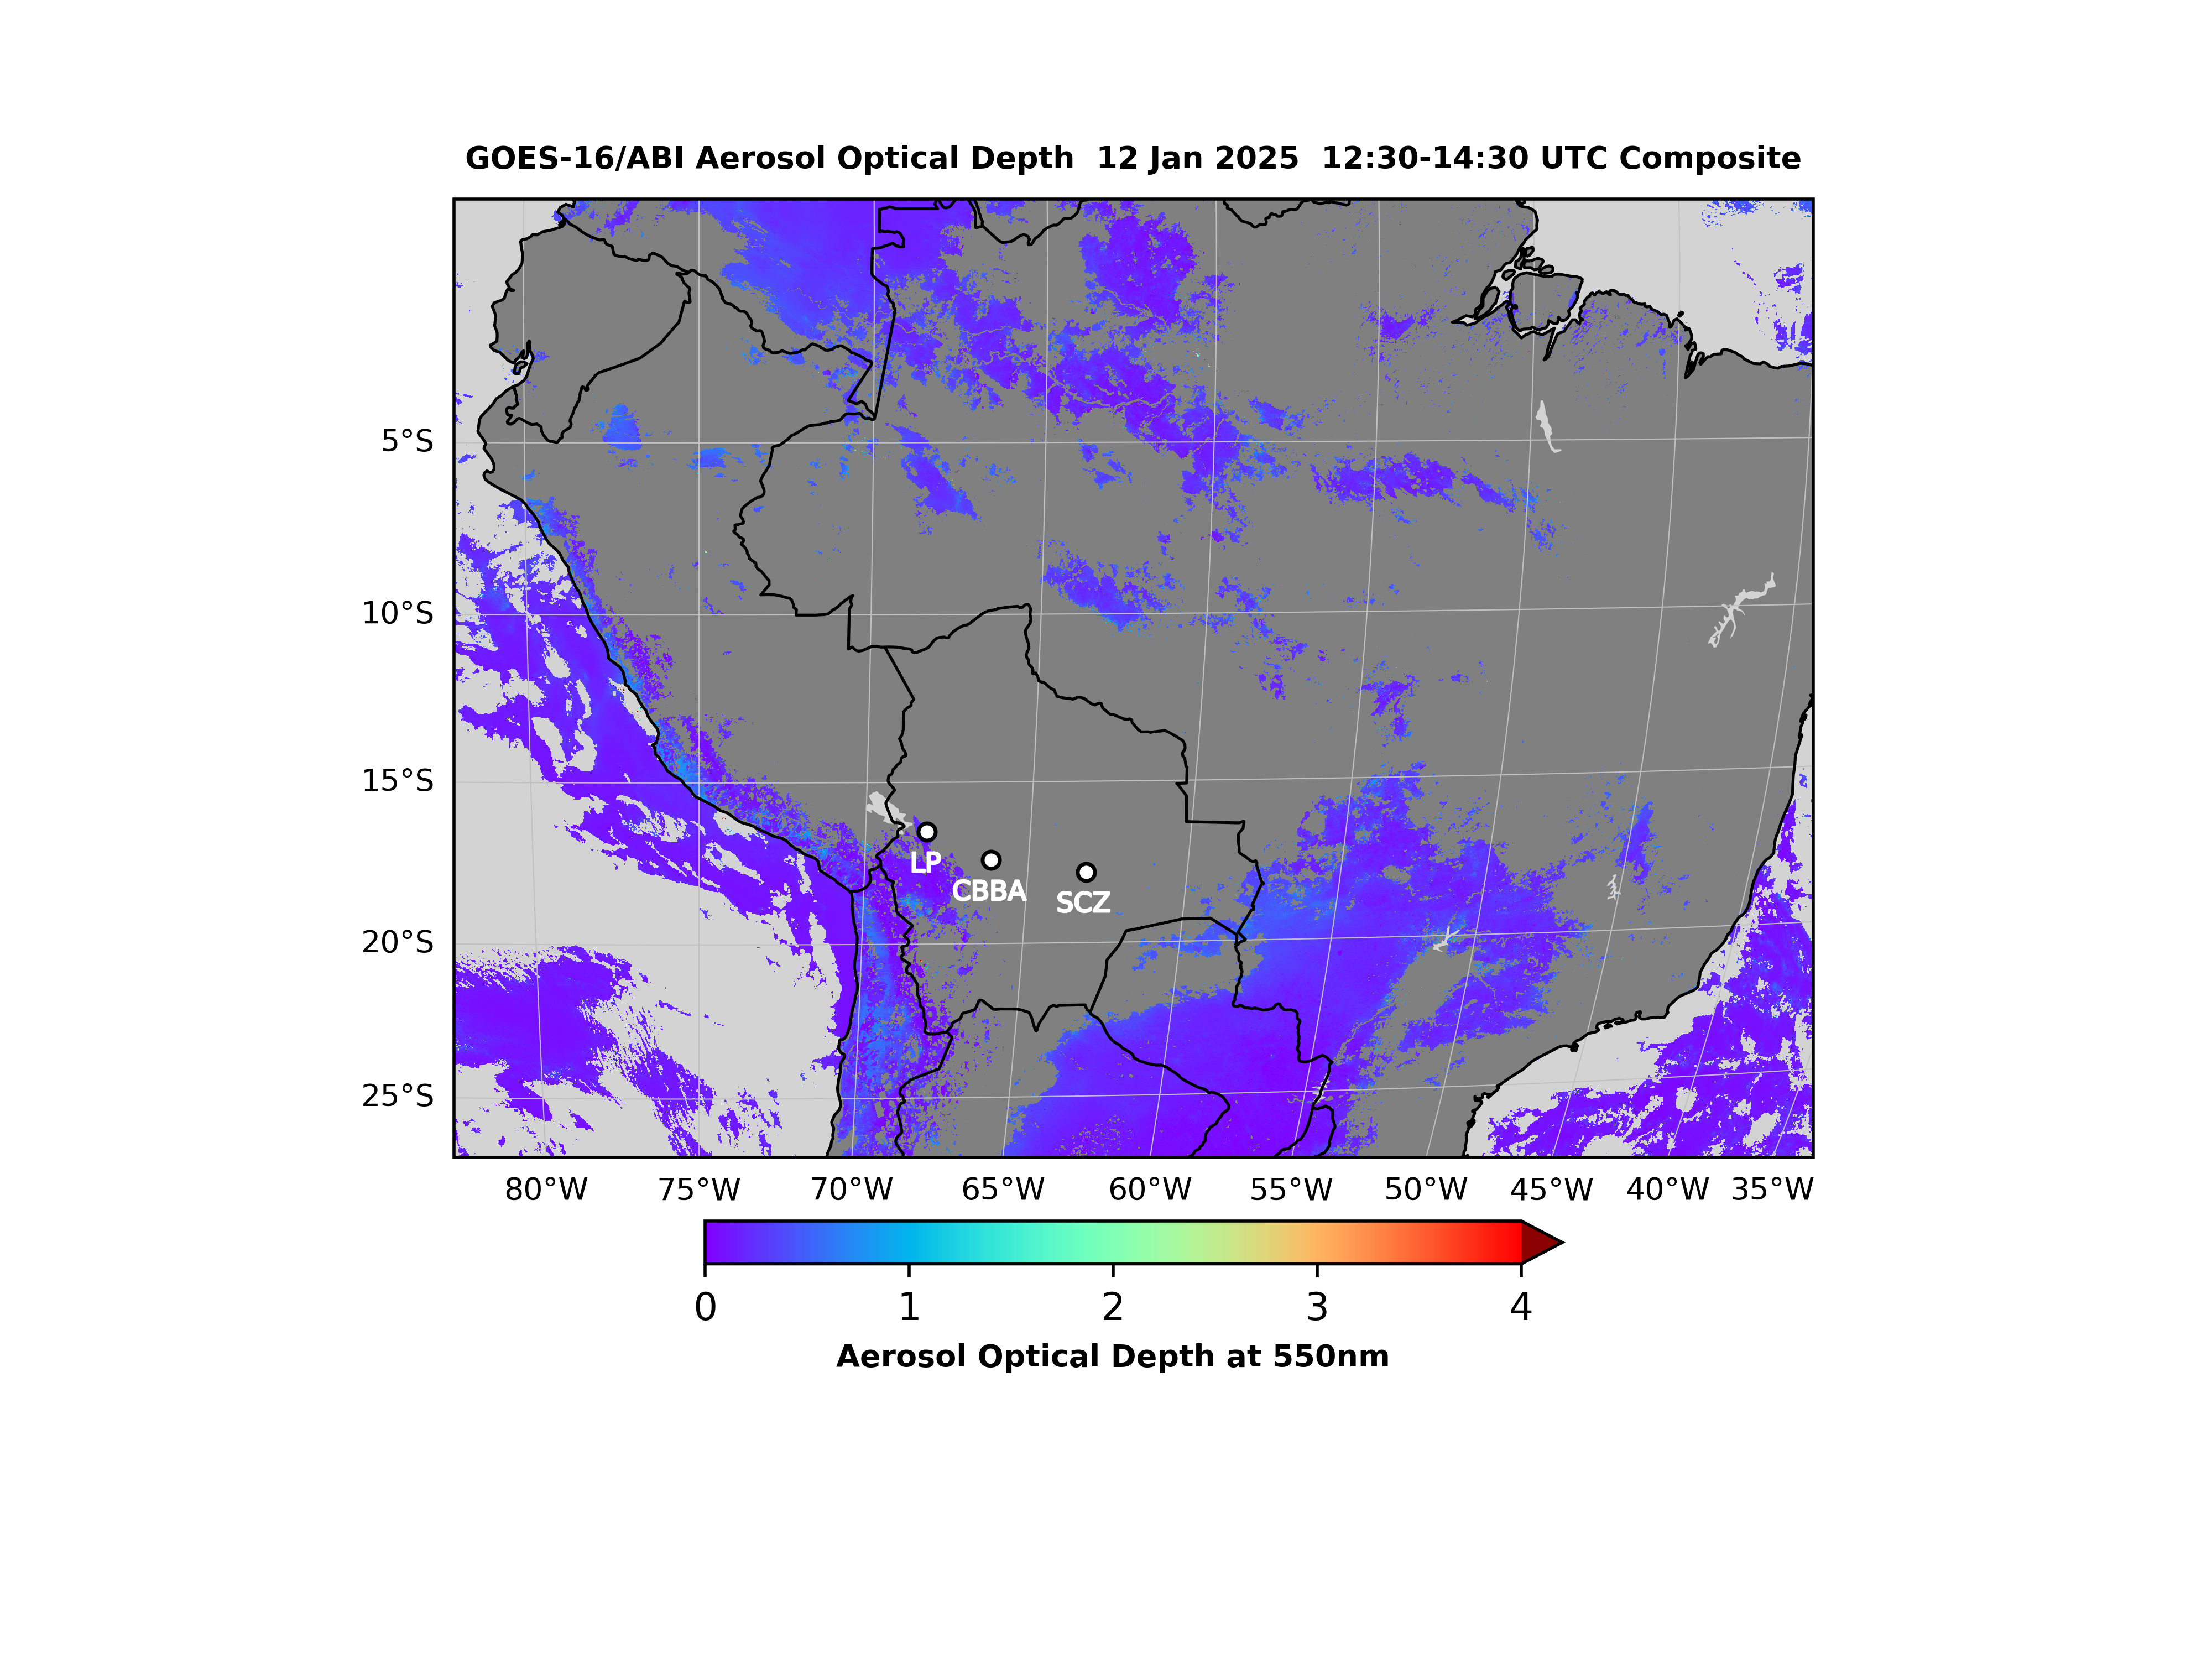 GOES-16/ABI Aerosol Optical Depth  12 Jan 2025  12:30-14:30 UTC Composite
5°S
10°S
15°S
LP
CBBA
SCZ
20°S
25°S
80°W 75°W 70°W 65°W 60°W 55°W 50°W 45°W 40°W 35°W
0 1 2 3 4
Aerosol Optical Depth at 550nm